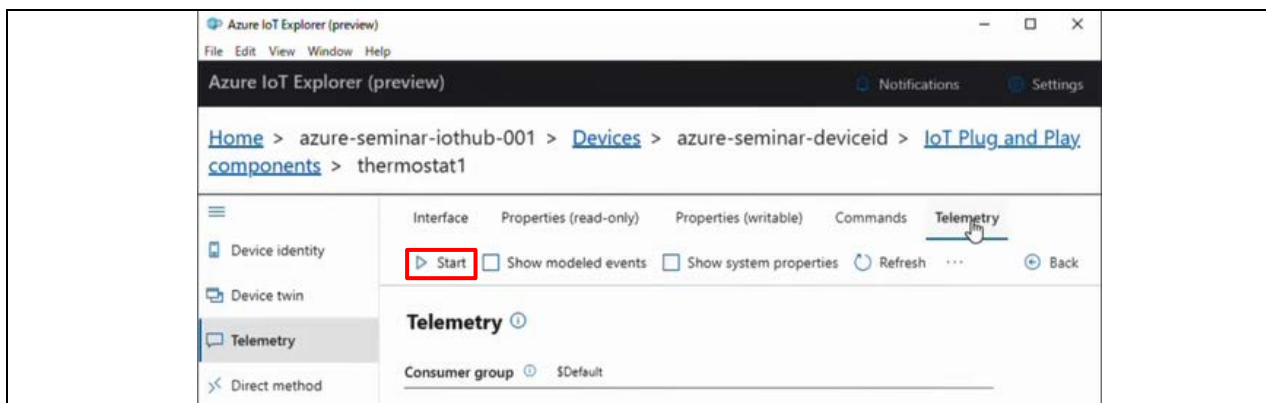 Azure IoT Explorer (preview)
File Edit View Window Help
Azure IoT Explorer (preview) Notifications Settings
Home > azure-seminar-iothub-001 > Devices > azure-seminar-deviceid > IoT Plug and Play
components > thermostat1
Interface Properties (read-only) Properties (writable) Commands Telemetry
Device identity
Start Show modeled events Show system properties Refresh ... Back
Device twin
Telemetry
Telemetry
Consumer group $Default
Direct method